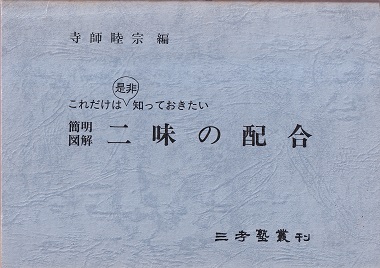 寺師睦宗編
是非
これだけは知っておきたい
簡明
図解 二味の配合
三考塾叢刊